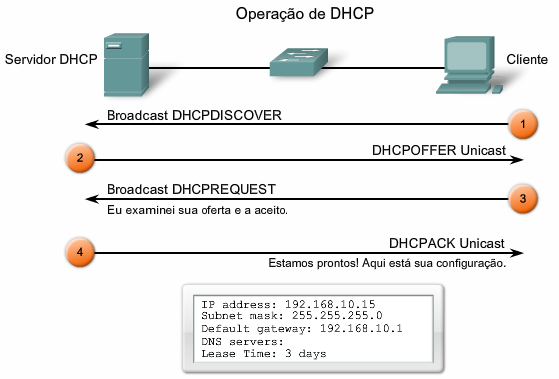 Operação de DHCP
Servidor DHCP
Cliente
Broadcast DHCPDISCOVER
1
2
DHCPOFFER Unicast
Broadcast DHCPREQUEST
3
Eu examinei sua oferta e a aceito.
4
DHCPACK Unicast
Estamos prontos! Aqui está sua configuração.
IP address: 192.168.10.15
Subnet mask: 255.255.255.0
Default gateway: 192.168.10.1
DNS servers:
Lease Time: 3 days